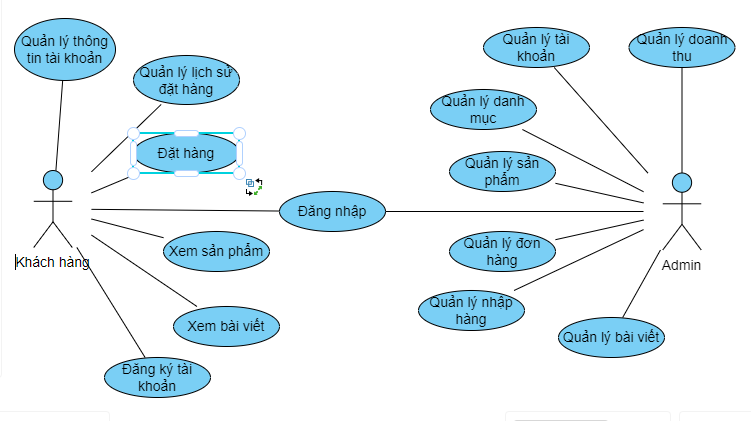 Quản lý thông
tin tài khoản
Quản lý lịch sử
đặt hàng
Đặt hàng
Đăng nhập
Khách hàng
Xem sản phẩm
Xem bài viết
Đăng ký tài
khoản
Quản lý tài
khoản
Quản lý doanh
thu
Quản lý danh
mục
Quản lý sản
phẩm
Quản lý đơn
hàng
Admin
Quản lý nhập
hàng
Quản lý bài viết